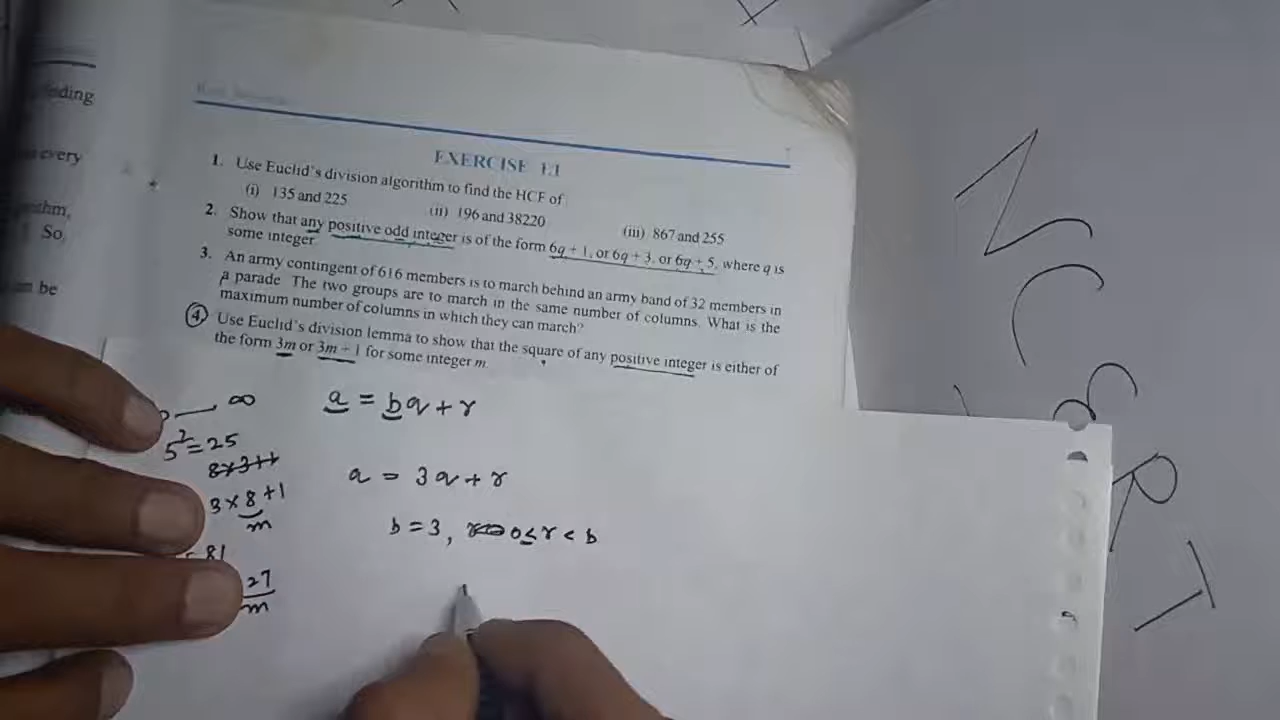 every
So,
EXERCISE 1.1
1. Use Euclid's division algorithm to find the HCF of
(i) 135 and 225 (ii) 196 and 38220 (iii) 867 and 255
2. Show that any positive odd integer is of the form 6q + 1, or 6q + 3, or 6q + 5, where q is
some integer.
3. An army contingent of 616 members is to march behind an army band of 32 members in
a parade. The two groups are to march in the same number of columns. What is the
maximum number of columns in which they can march?
4. Use Euclid's division lemma to show that the square of any positive integer is either of
the form 3m or 3m + 1 for some integer m.
∞
a = bq + r
5² = 25
8×3+1
a = 3q + r
3 × 8 + 1
m
b = 3, 0 ≤ r < b
81
27
m
N C E R T